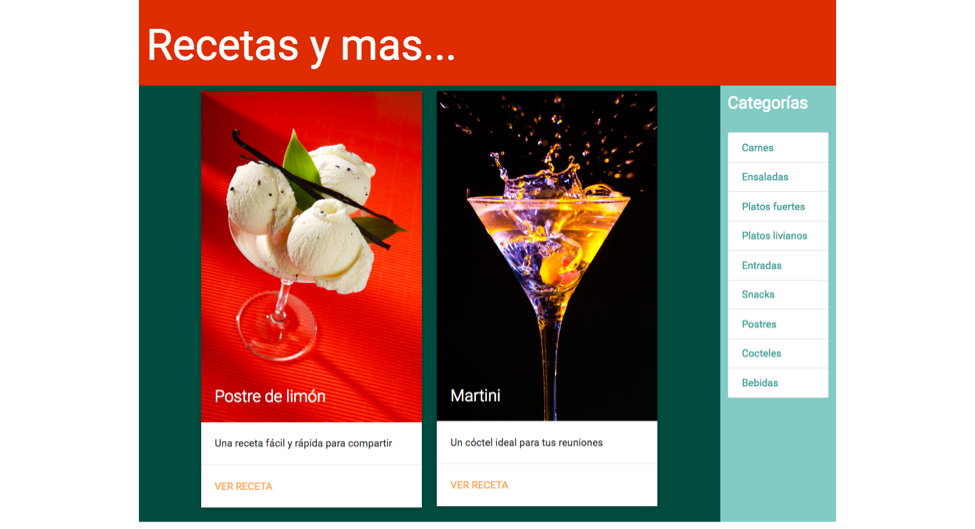 Recetas y mas...
Postre de limón
Una receta fácil y rápida para compartir
VER RECETA
Martini
Un cóctel ideal para tus reuniones
VER RECETA
Categorías
Carnes
Ensaladas
Platos fuertes
Platos livianos
Entradas
Snacks
Postres
Cocteles
Bebidas